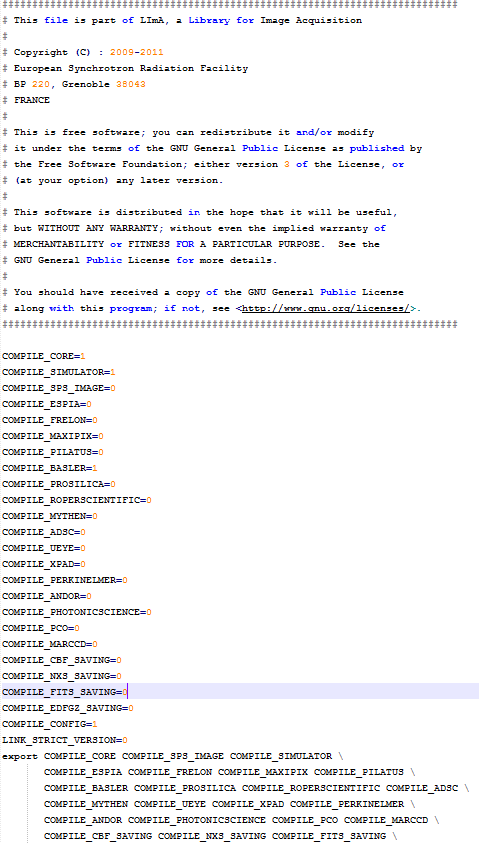 ############################################################################
# This file is part of LImA, a Library for Image Acquisition
#
# Copyright (C) : 2009-2011
# European Synchrotron Radiation Facility
# BP 220, Grenoble 38043
# FRANCE
#
# This is free software; you can redistribute it and/or modify
# it under the terms of the GNU General Public License as published by
# the Free Software Foundation; either version 3 of the License, or
# (at your option) any later version.
#
# This software is distributed in the hope that it will be useful,
# but WITHOUT ANY WARRANTY; without even the implied warranty of
# MERCHANTABILITY or FITNESS FOR A PARTICULAR PURPOSE.  See the
# GNU General Public License for more details.
#
# You should have received a copy of the GNU General Public License
# along with this program; if not, see <http://www.gnu.org/licenses/>.
############################################################################
COMPILE_CORE=1
COMPILE_SIMULATOR=1
COMPILE_SPS_IMAGE=0
COMPILE_ESPIA=0
COMPILE_FRELON=0
COMPILE_MAXIPIX=0
COMPILE_PILATUS=0
COMPILE_BASLER=1
COMPILE_PROSILICA=0
COMPILE_ROPERSCIENTIFIC=0
COMPILE_MYTHEN=0
COMPILE_ADSC=0
COMPILE_UEYE=0
COMPILE_XPAD=0
COMPILE_PERKINELMER=0
COMPILE_ANDOR=0
COMPILE_PHOTONICSCIENCE=0
COMPILE_PCO=0
COMPILE_MARCCD=0
COMPILE_CBF_SAVING=0
COMPILE_NXS_SAVING=0
COMPILE_FITS_SAVING=0
COMPILE_EDFGZ_SAVING=0
COMPILE_CONFIG=1
LINK_STRICT_VERSION=0
export COMPILE_CORE COMPILE_SPS_IMAGE COMPILE_SIMULATOR \
COMPILE_ESPIA COMPILE_FRELON COMPILE_MAXIPIX COMPILE_PILATUS \
COMPILE_BASLER COMPILE_PROSILICA COMPILE_ROPERSCIENTIFIC COMPILE_ADSC \
COMPILE_MYTHEN COMPILE_UEYE COMPILE_XPAD COMPILE_PERKINELMER \
COMPILE_ANDOR COMPILE_PHOTONICSCIENCE COMPILE_PCO COMPILE_MARCCD \
COMPILE_CBF_SAVING COMPILE_NXS_SAVING COMPILE_FITS_SAVING \